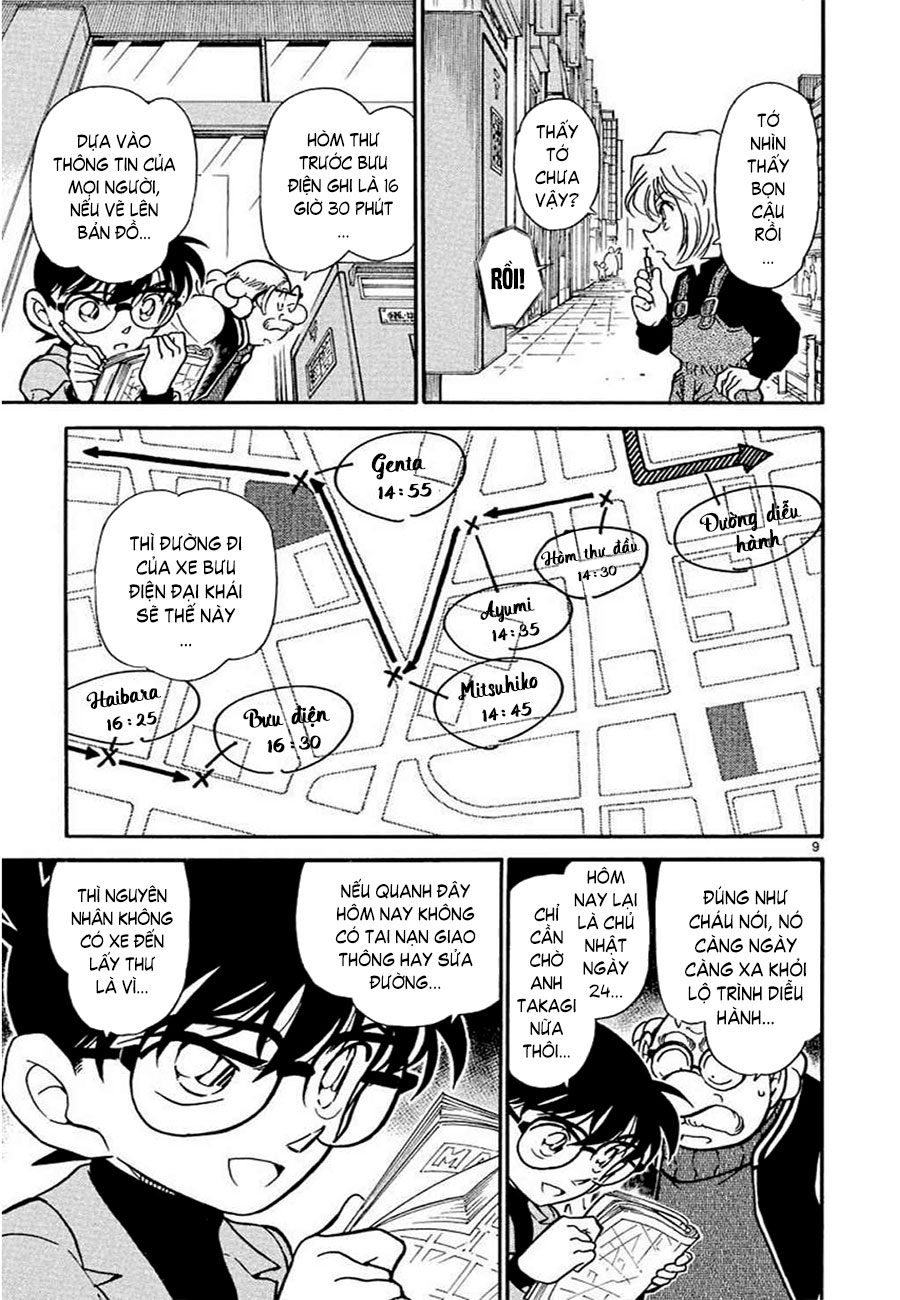 TỚ
NHÌN
THẤY
BỌN
CẬU
RỒI
...
THẤY
TỚ
CHƯA
VẬY?
RỒI!
HÒM THƯ
TRƯỚC BƯU
ĐIỆN GHI LÀ 16
GIỜ 30 PHÚT
...
DỰA VÀO
THÔNG TIN CỦA
MỌI NGƯỜI,
NẾU VẼ LÊN
BẢN ĐỒ...
Genta
14:55
Đường diễu
hành
Hòm thư đầu
14:30
THÌ ĐƯỜNG ĐI
CỦA XE BƯU
ĐIỆN ĐẠI KHÁI
SẼ THẾ NÀY
...
Ayumi
14:35
Mitsuhiko
14:45
Haibara
16:25
Bưu điện
16:30
9
ĐÚNG NHƯ
CHÁU NÓI, NÓ
CÀNG NGÀY
CÀNG XA KHỎI
LỘ TRÌNH DIỄU
HÀNH...
HÔM
NAY LẠI
LÀ CHỦ
NHẬT
NGÀY
24...
CHỈ
CẦN CHỜ
ANH
TAKAGI
NỮA
THÔI...
NẾU QUANH ĐÂY
HÔM NAY KHÔNG
CÓ TAI NẠN GIAO
THÔNG HAY SỬA
ĐƯỜNG...
THÌ NGUYÊN
NHÂN KHÔNG
CÓ XE ĐẾN
LẤY THƯ
LÀ VÌ...